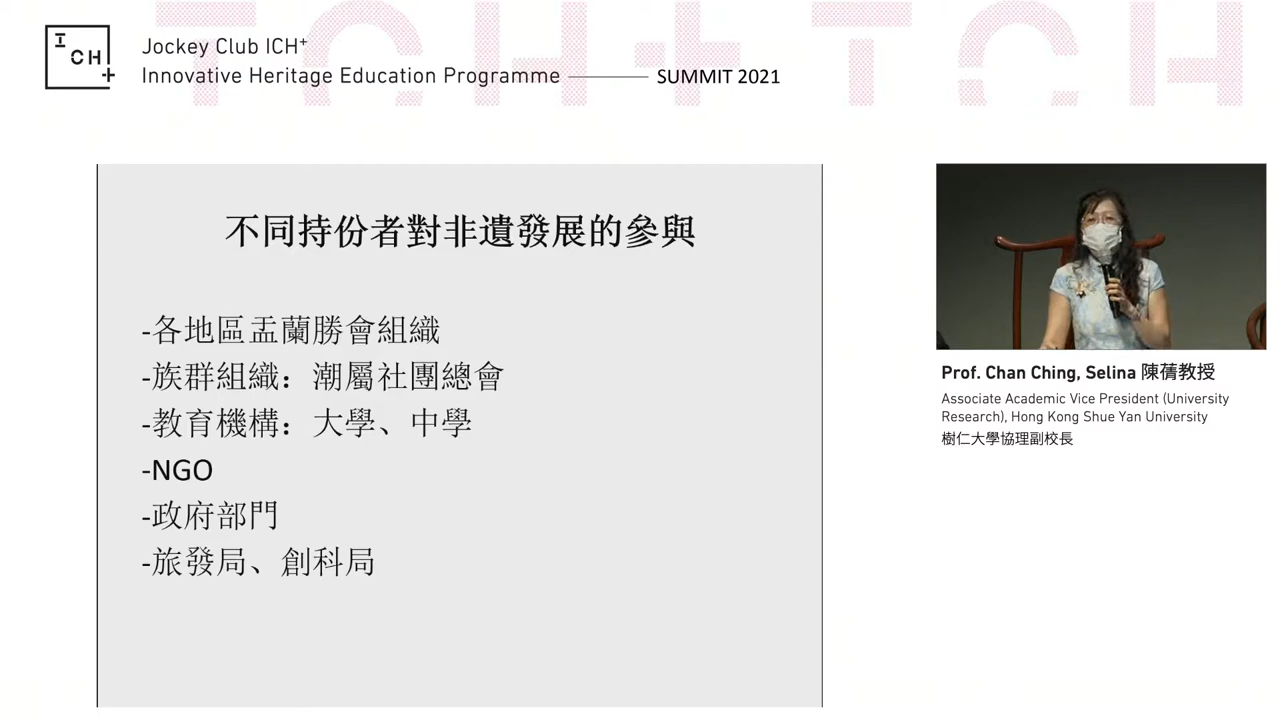 I
CH
+
Jockey Club ICH+
Innovative Heritage Education Programme
SUMMIT 2021
ICH+ ICH
不同持份者對非遺發展的參與
-各地區盂蘭勝會組織
-族群組織：潮屬社團總會
-教育機構：大學、中學
-NGO
-政府部門
-旅發局、創科局
Prof. Chan Ching, Selina 陳蒨教授
Associate Academic Vice President (University
Research), Hong Kong Shue Yan University
樹仁大學協理副校長